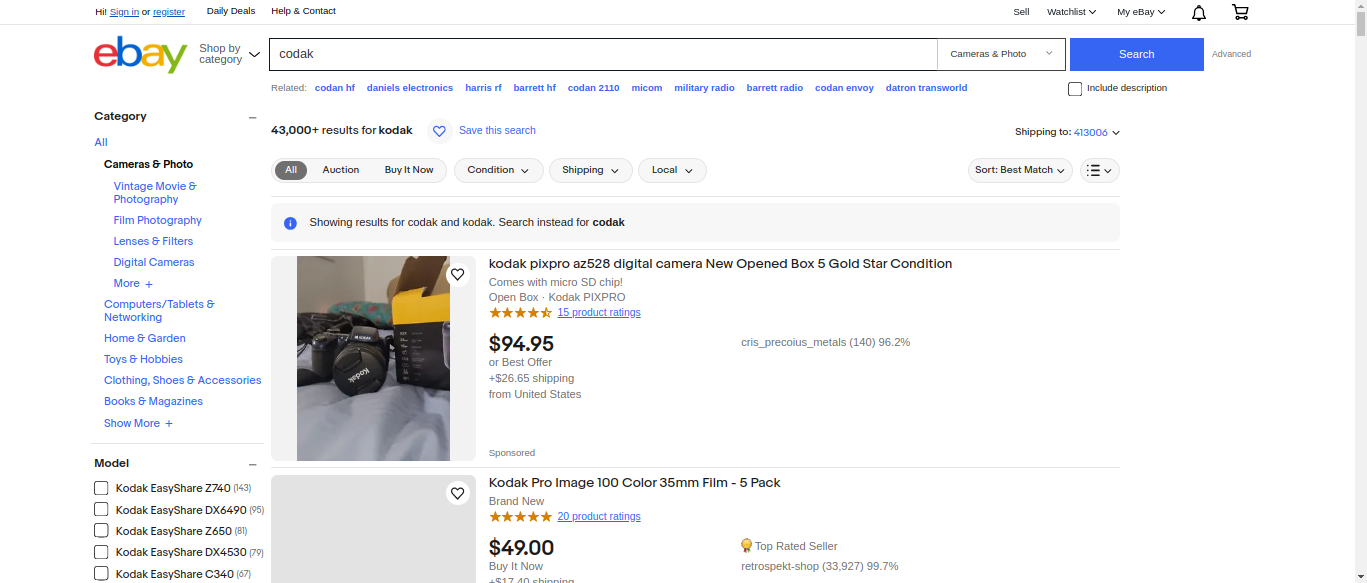 Hi! Sign in or register
Daily Deals
Help & Contact
Sell
Watchlist
My eBay
ebay
Shop by category
codak
Cameras & Photo
Search
Advanced
Related: codan hf daniels electronics harris rf barrett hf codan 2110 micom military radio barrett radio codan envoy datron transworld
Include description
Category
All
Cameras & Photo
Vintage Movie & Photography
Film Photography
Lenses & Filters
Digital Cameras
More +
Computers/Tablets & Networking
Home & Garden
Toys & Hobbies
Clothing, Shoes & Accessories
Books & Magazines
Show More +
Model
Kodak EasyShare Z740 (143)
Kodak EasyShare DX6490 (95)
Kodak EasyShare Z650 (81)
Kodak EasyShare DX4530 (79)
Kodak EasyShare C340 (67)
43,000+ results for kodak
Save this search
Shipping to: 413006
All
Auction
Buy It Now
Condition
Shipping
Local
Sort: Best Match
Showing results for codak and kodak. Search instead for codak
kodak pixpro az528 digital camera New Opened Box 5 Gold Star Condition
Comes with micro SD chip!
Open Box · Kodak PIXPRO
15 product ratings
$94.95
or Best Offer
+$26.65 shipping
from United States
cris_precoius_metals (140) 96.2%
Sponsored
Kodak
Kodak Pro Image 100 Color 35mm Film - 5 Pack
Brand New
20 product ratings
$49.00
Buy It Now
+$17.40 shipping
Top Rated Seller
retrospekt-shop (33,927) 99.7%